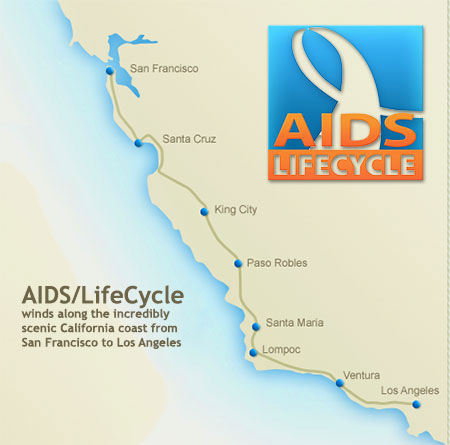 San Francisco
AIDS
LIFECYCLE
Santa Cruz
King City
Paso Robles
AIDS/LifeCycle
winds along the incredibly
scenic California coast from
San Francisco to Los Angeles
Santa Maria
Lompoc
Ventura
Los Angeles